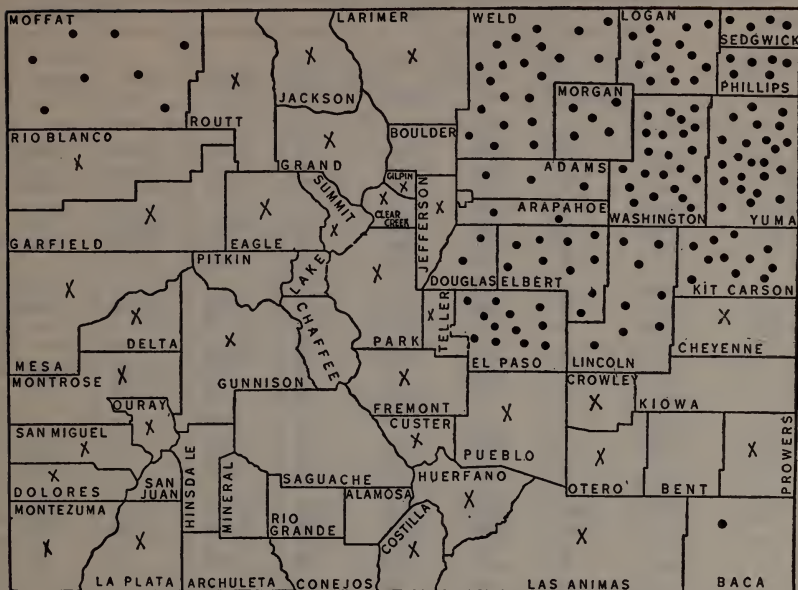 MOFFAT
LARIMER
WELD
LOGAN
SEDGWICK
PHILLIPS
MORGAN
JACKSON
ROUTT
RIO BLANCO
BOULDER
GRAND
ADAMS
GILPIN
SUMMIT
CLEAR
CREEK
JEFFERSON
ARAPAHOE
WASHINGTON
YUMA
GARFIELD
EAGLE
PITKIN
LAKE
DOUGLAS
ELBERT
KIT CARSON
CHAFFEE
TELLER
DELTA
PARK
MESA
EL PASO
LINCOLN
CHEYENNE
MONTROSE
GUNNISON
CROWLEY
KIOWA
OURAY
FREMONT
CUSTER
SAN MIGUEL
PUEBLO
PROWERS
HINSDALE
MINERAL
SAGUACHE
HUERFANO
DOLORES
SAN
JUAN
ALAMOSA
OTERO
BENT
MONTEZUMA
RIO
GRANDE
COSTILLA
LA PLATA
ARCHULETA
CONEJOS
LAS ANIMAS
BACA